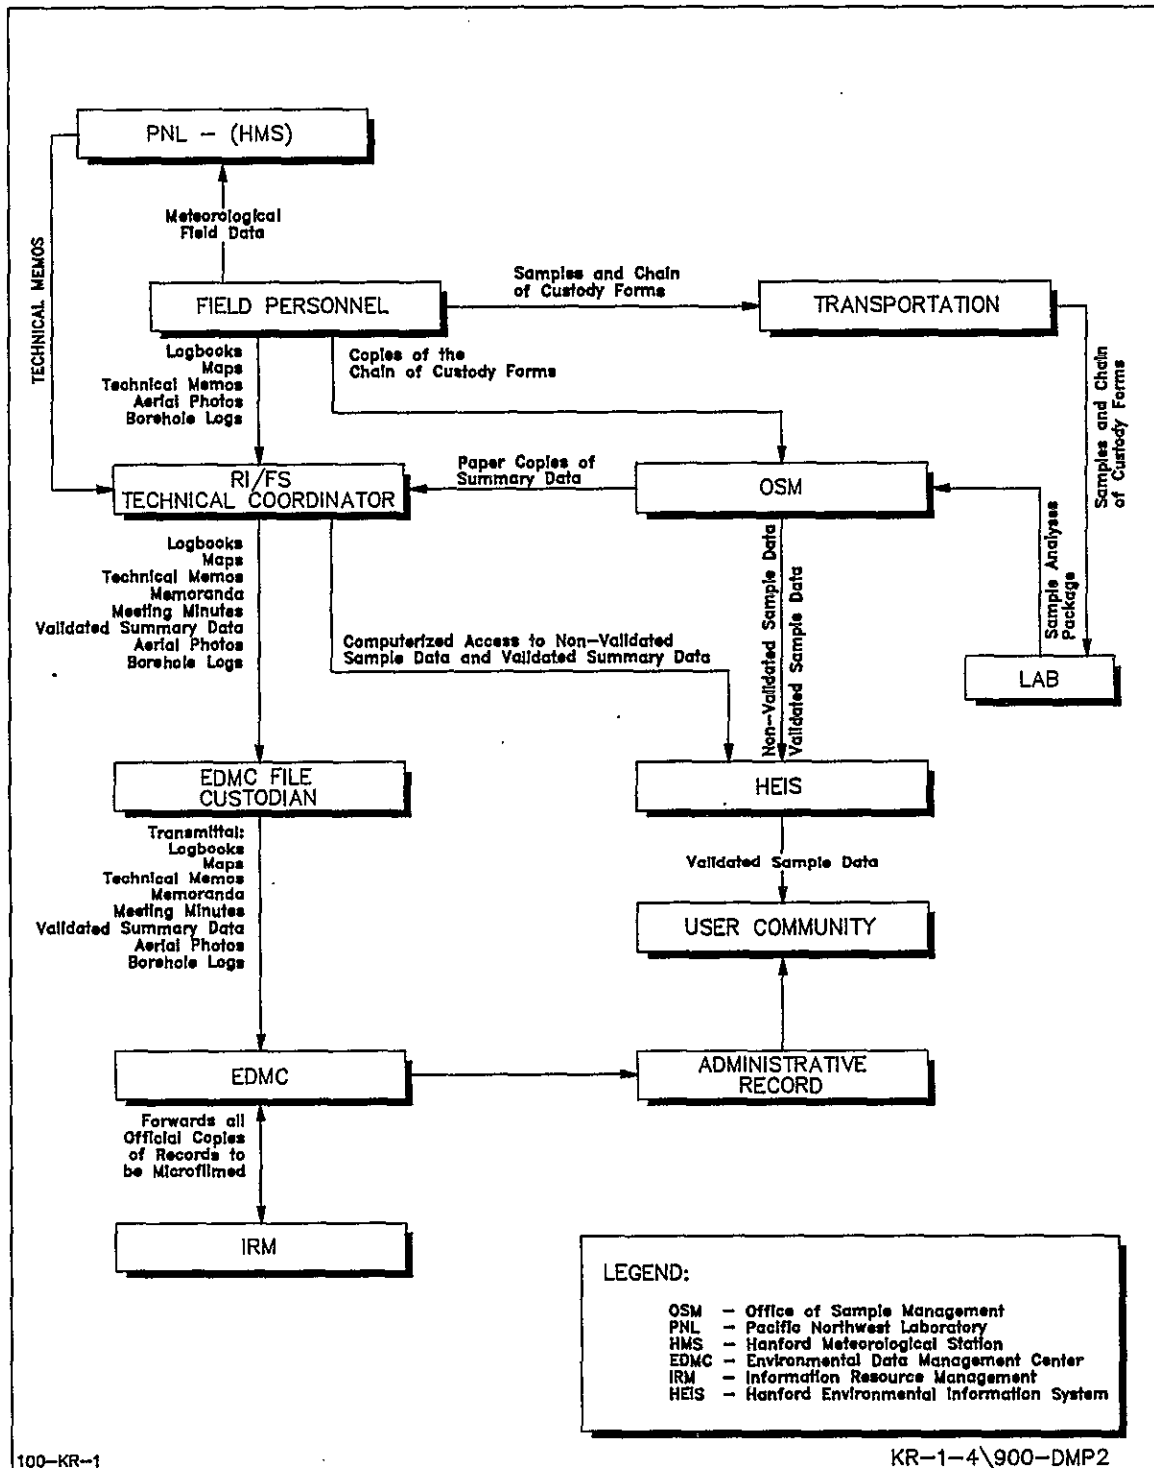 PNL – (HMS)
Meteorological
Field Data
TECHNICAL MEMOS
FIELD PERSONNEL
Samples and Chain
of Custody Forms
TRANSPORTATION
Logbooks
Maps
Technical Memos
Aerial Photos
Borehole Logs
Copies of the
Chain of Custody Forms
Samples and Chain
of Custody Forms
RI/FS
TECHNICAL COORDINATOR
Paper Copies of
Summary Data
OSM
Sample Analyses
Package
LAB
Logbooks
Maps
Technical Memos
Memoranda
Meeting Minutes
Validated Summary Data
Aerial Photos
Borehole Logs
Computerized Access to Non-Validated
Sample Data and Validated Summary Data
Non-Validated Sample Data
Validated Sample Data
EDMC FILE
CUSTODIAN
HEIS
Transmittal:
Logbooks
Maps
Technical Memos
Memoranda
Meeting Minutes
Validated Summary Data
Aerial Photos
Borehole Logs
Validated Sample Data
USER COMMUNITY
EDMC
ADMINISTRATIVE
RECORD
Forwards all
Official Copies
of Records to
be Microfilmed
IRM
LEGEND:
OSM – Office of Sample Management
PNL – Pacific Northwest Laboratory
HMS – Hanford Meteorological Station
EDMC – Environmental Data Management Center
IRM – Information Resource Management
HEIS – Hanford Environmental Information System
100-KR-1
KR-1-4\900-DMP2